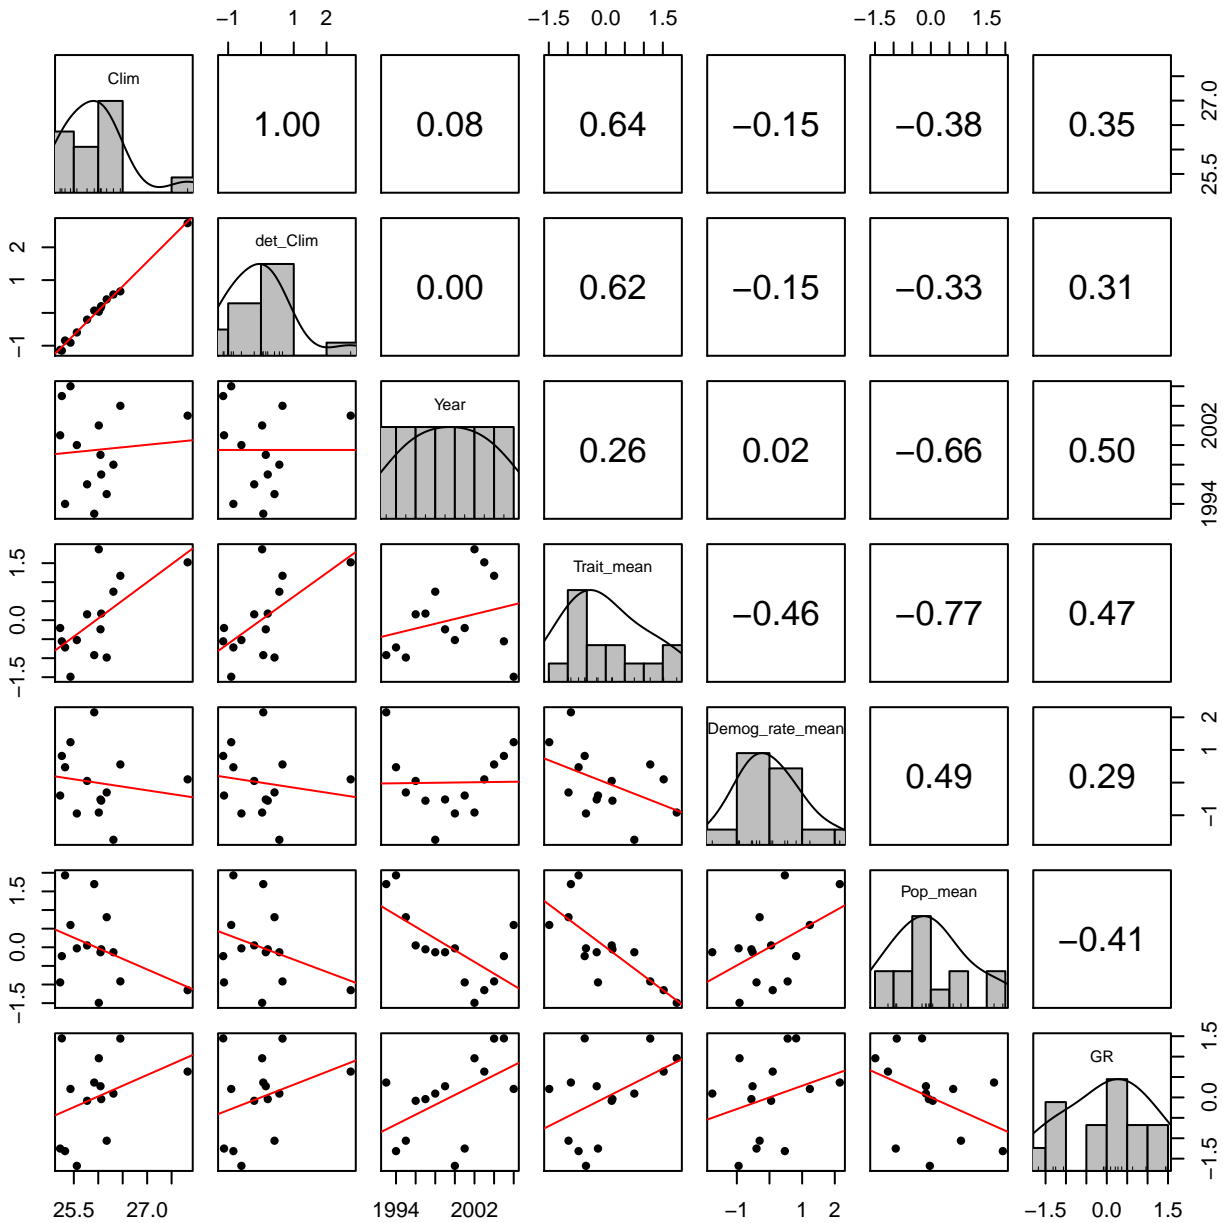 −1 1 2 −1.5 0.0 1.5 −1.5 0.0 1.5
Clim 1.00 0.08 0.64 −0.15 −0.38 0.35 25.5 27.0
−1 1 2 det_Clim 0.00 0.62 −0.15 −0.33 0.31
Year 0.26 0.02 −0.66 0.50 1994 2002
−1.5 0.0 1.5 Trait_mean −0.46 −0.77 0.47
Demog_rate_mean 0.49 0.29 −1 1 2
−1.5 0.0 1.5 Pop_mean −0.41
GR −1.5 0.0 1.5
25.5 27.0 1994 2002 −1 1 2 −1.5 0.0 1.5